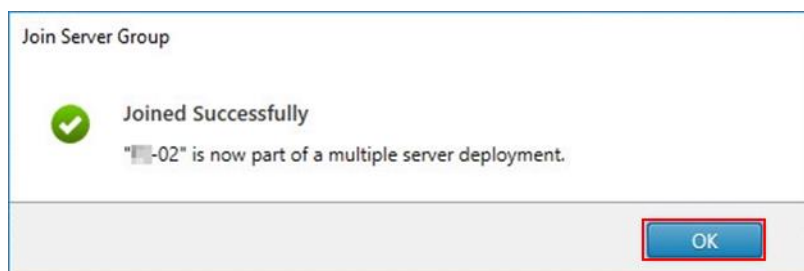 Join Server Group
Joined Successfully
"-02" is now part of a multiple server deployment.
OK